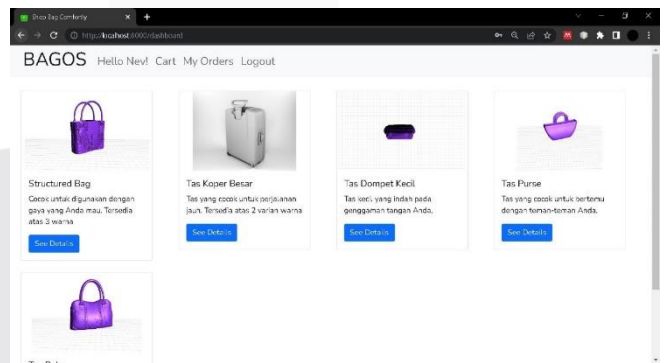 Shop Bag Comfortly
http://localhost:8000/dashboard
BAGOS Hello Nev! Cart My Orders Logout
Structured Bag
Cocok untuk digunakan dengan
gaya yang Anda mau. Tersedia
atas 3 warna
See Details
Tas Koper Besar
Tas yang cocok untuk perjalanan
jauh. Tersedia atas 2 varian warna
See Details
Tas Dompet Kecil
Tas kecil yang indah pada
genggaman tangan Anda.
See Details
Tas Purse
Tas yang cocok untuk bertemu
dengan teman-teman Anda.
See Details